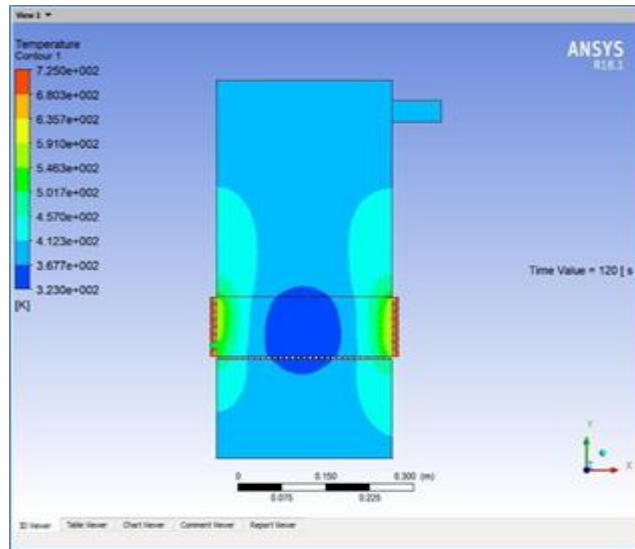 View 1
Temperature
Contour 1
7.250e+002
6.803e+002
6.357e+002
5.910e+002
5.463e+002
5.017e+002
4.570e+002
4.123e+002
3.677e+002
3.230e+002
[K]
ANSYS
R18.1
Time Value = 120 [ s
0 0.150 0.300 (m)
0.075 0.225
Y
X
Z
3D Viewer Table Viewer Chart Viewer Comment Viewer Report Viewer